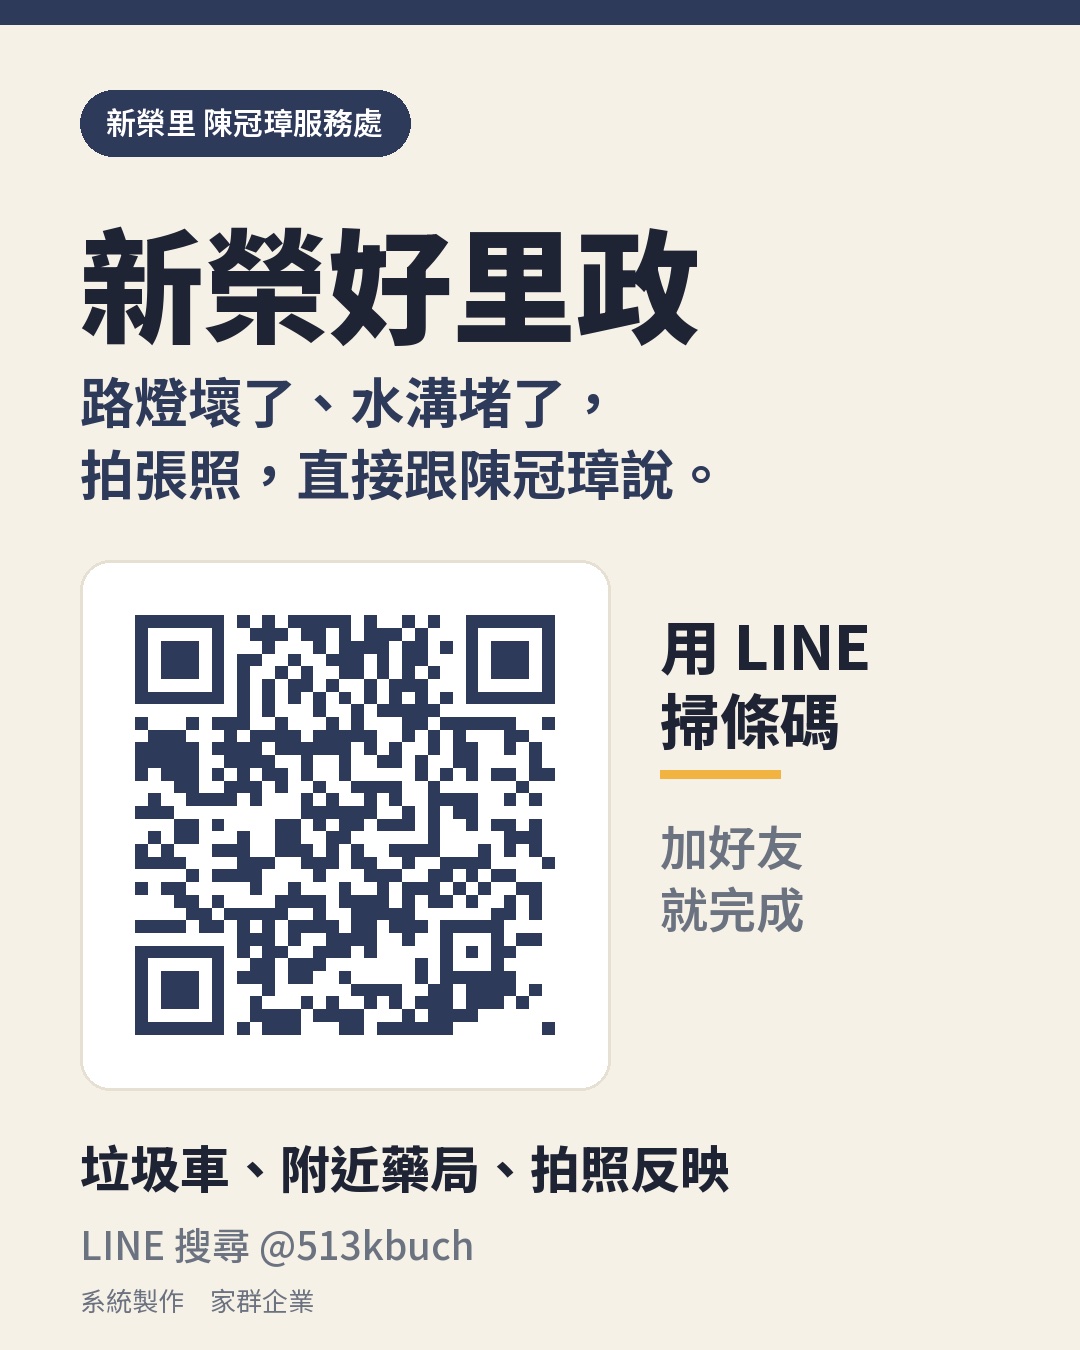 新榮里 陳冠璋服務處
新榮好里政
路燈壞了、水溝堵了，
拍張照，直接跟陳冠璋說。
用 LINE
掃條碼
加好友
就完成
垃圾車、附近藥局、拍照反映
LINE 搜尋 @513kbuch
系統製作　家群企業